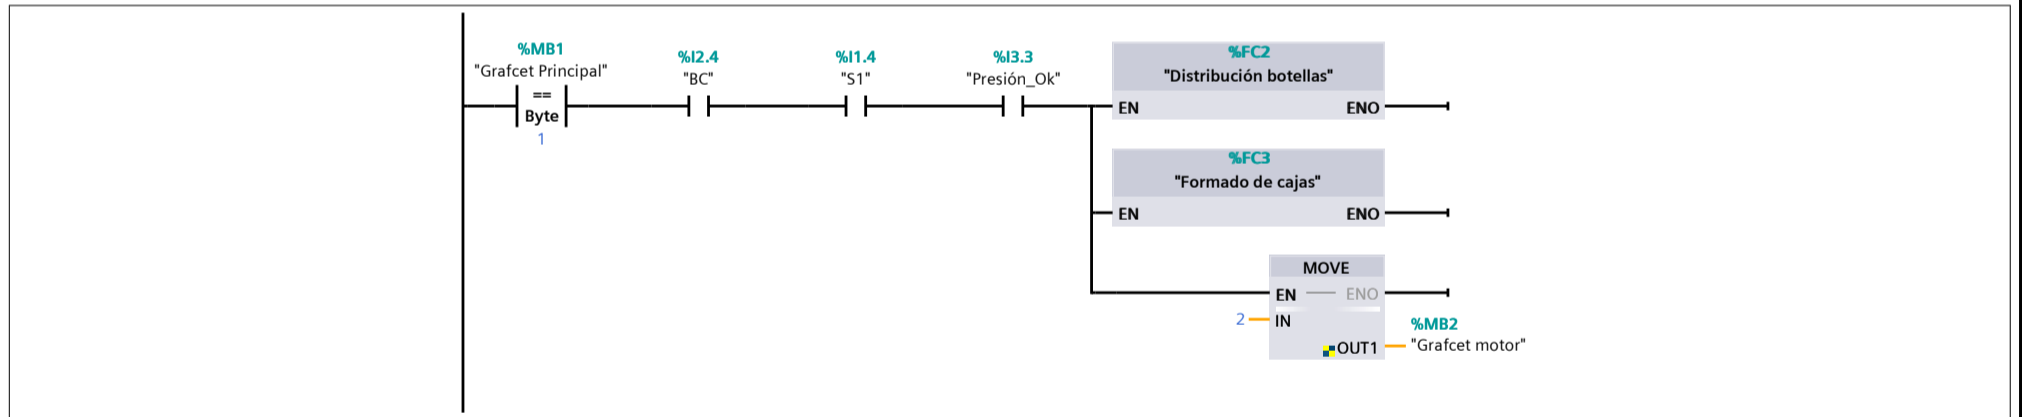 %MB1
"Grafcet Principal"
==
Byte
1
%I2.4
"BC"
%I1.4
"S1"
%I3.3
"Presión_Ok"
%FC2
"Distribución botellas"
EN ENO
%FC3
"Formado de cajas"
EN ENO
MOVE
EN ENO
2 IN
%MB2
OUT1 "Grafcet motor"